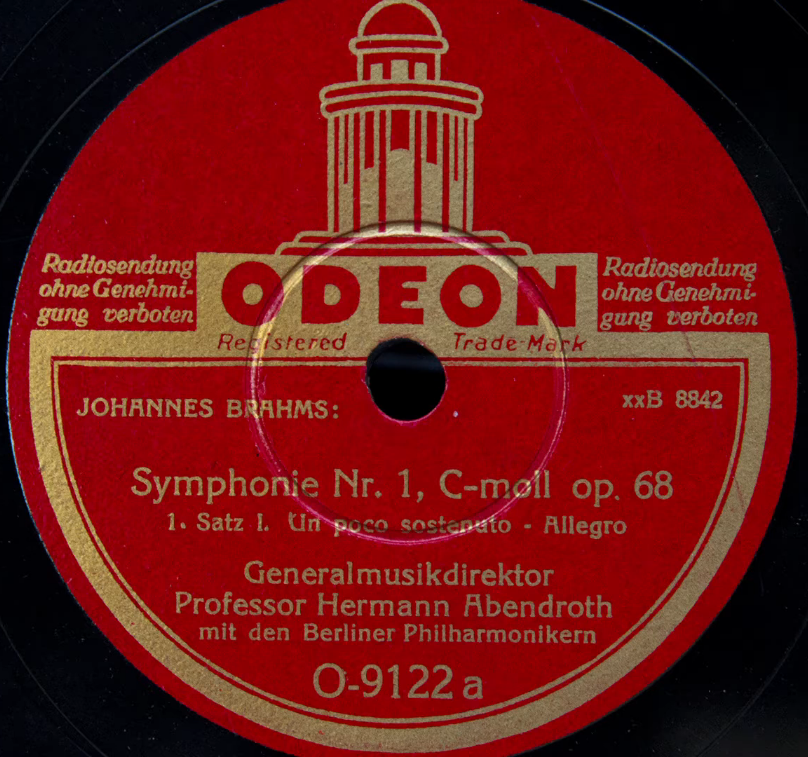 Radiosendung
ohne Genehmi-
gung verboten
ODEON
Radiosendung
ohne Genehmi-
gung verboten
Registered Trade-Mark
JOHANNES BRAHMS:
xxB 8842
Symphonie Nr. 1, C-moll op. 68
1. Satz I. Un poco sostenuto - Allegro
Generalmusikdirektor
Professor Hermann Abendroth
mit den Berliner Philharmonikern
O-9122 a